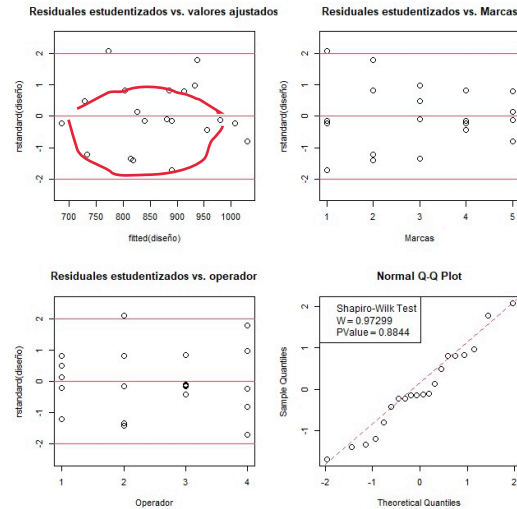 Residuales estudentizados vs. valores ajustados
rstandard(diseño)
2
1
0
-1
-2
700 750 800 850 900 950 1000
fitted(diseño)
Residuales estudentizados vs. Marcas
rstandard(diseño)
2
1
0
-1
-2
1 2 3 4 5
Marcas
Residuales estudentizados vs. operador
rstandard(diseño)
2
1
0
-1
-2
1 2 3 4
Operador
Normal Q-Q Plot
Shapiro-Wilk Test
W = 0.97299
PValue = 0.8844
Sample Quantiles
2
1
0
-1
-2 -1 0 1 2
Theoretical Quantiles